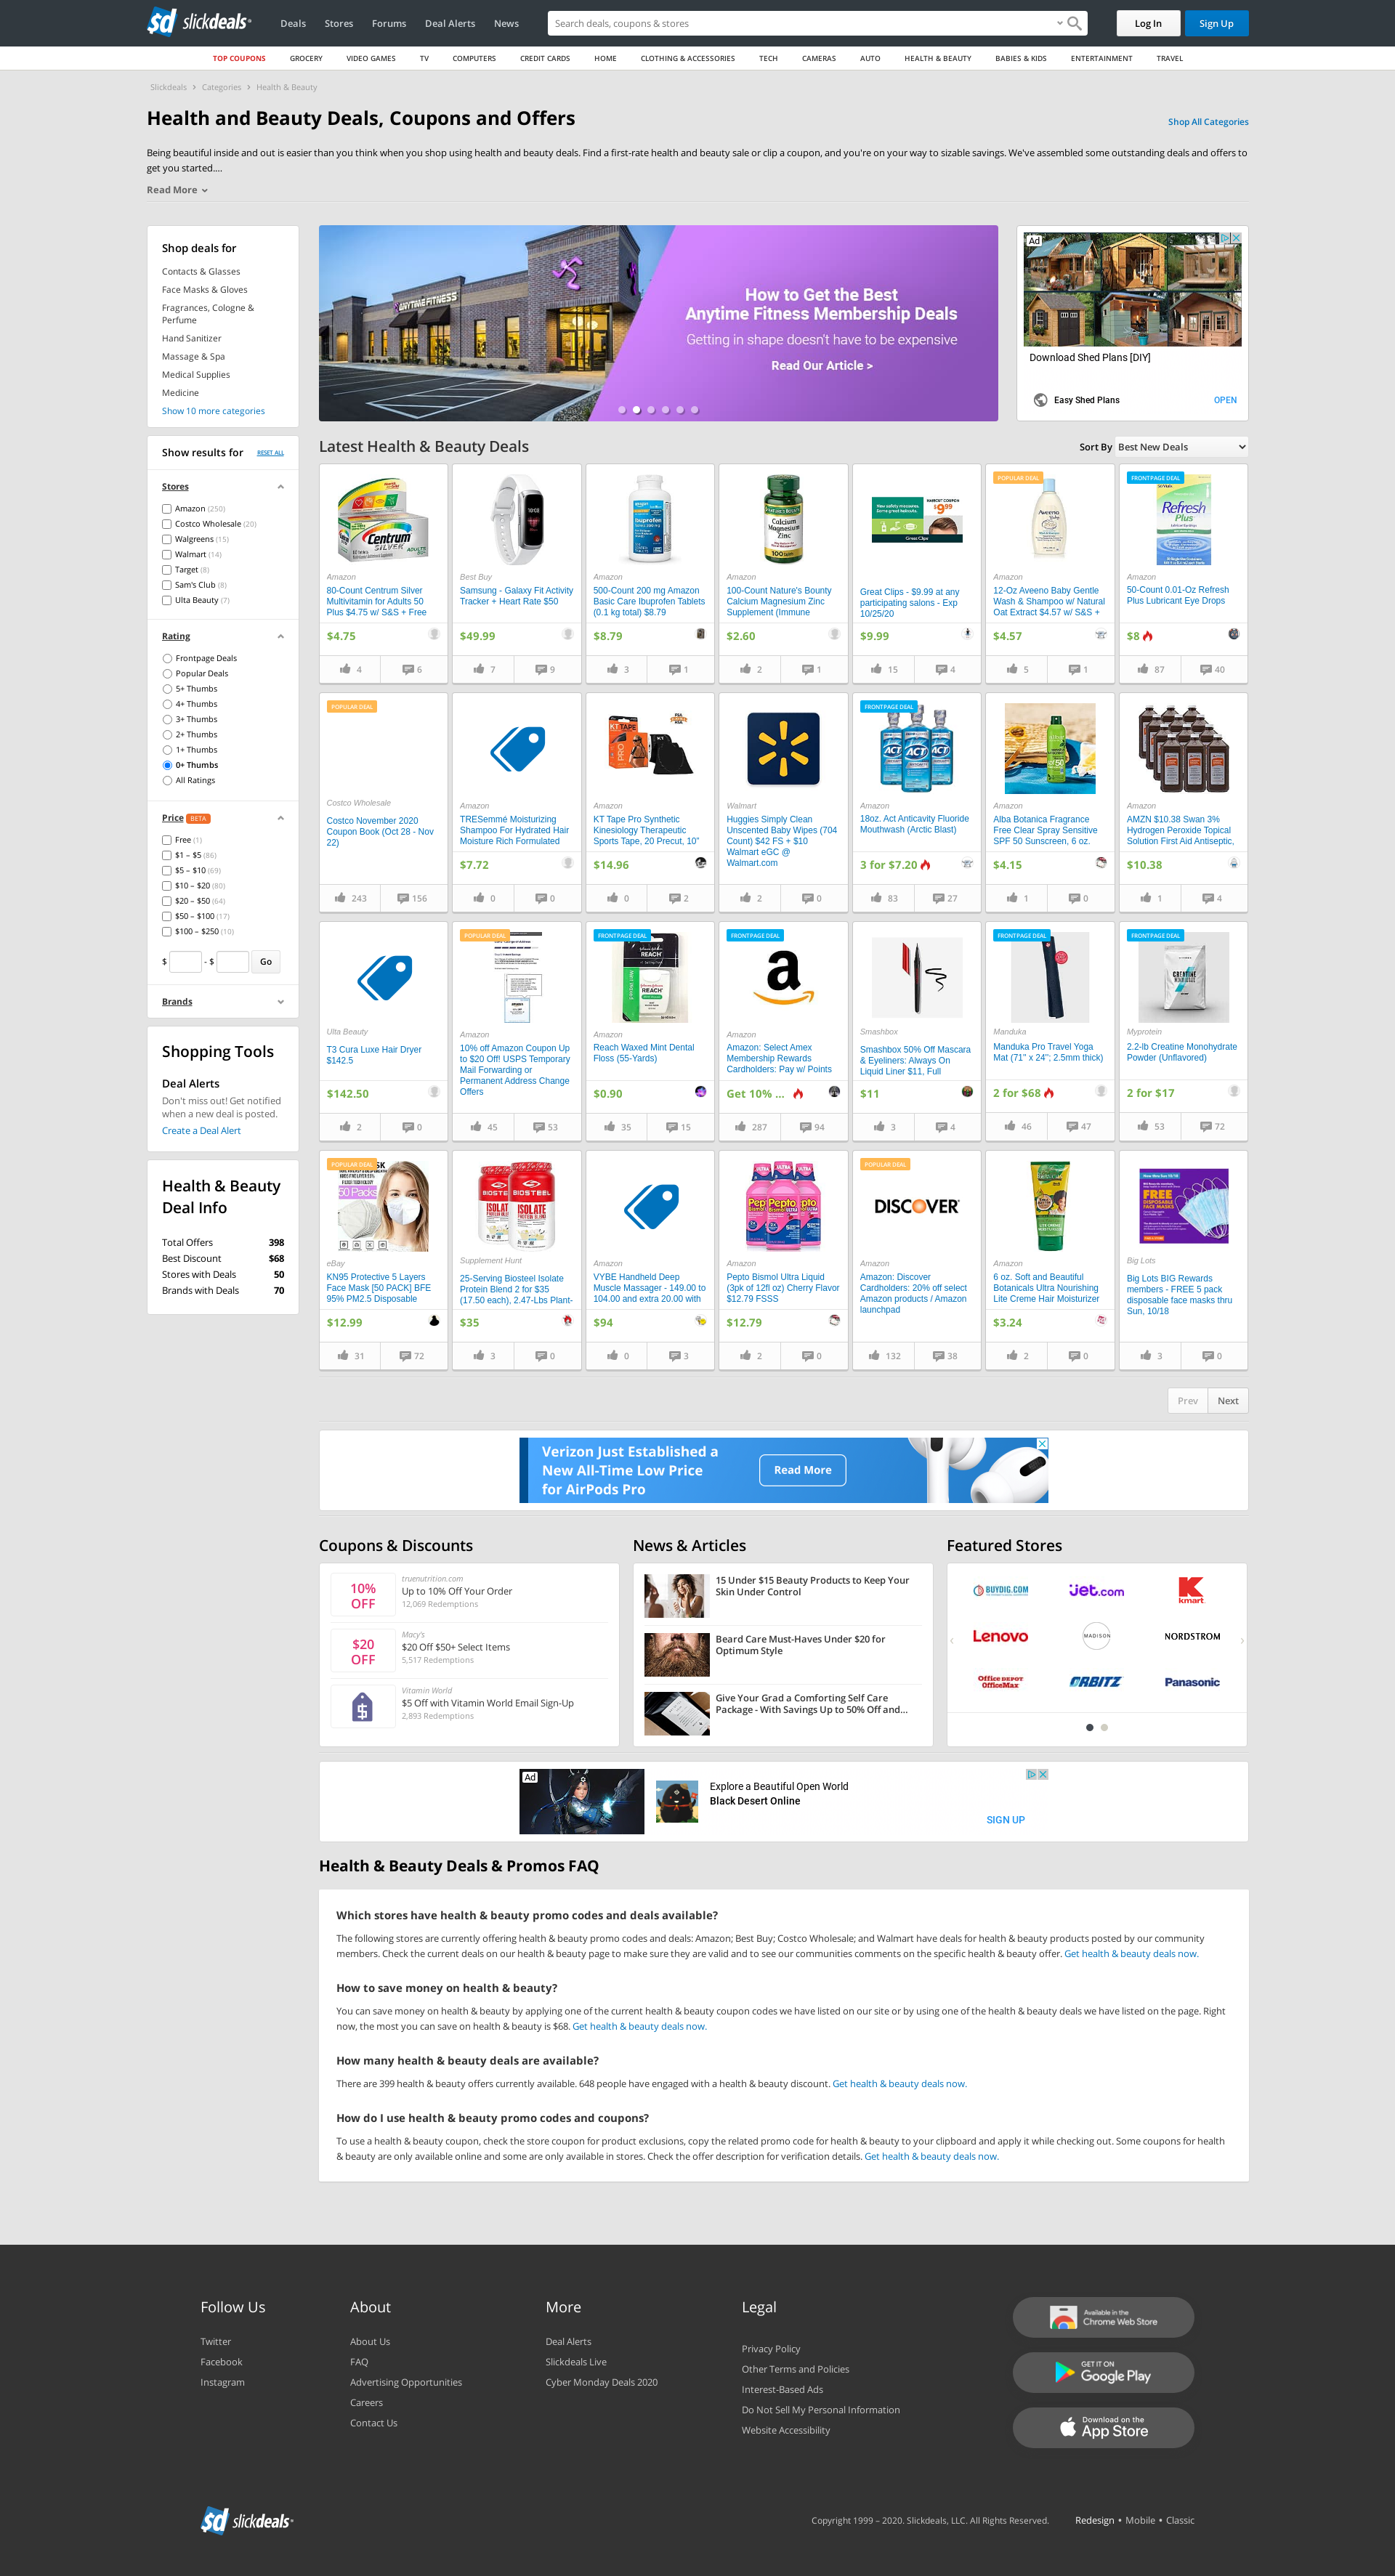 sd slickdeals
Deals
Stores
Forums
Deal Alerts
News
Search deals, coupons & stores
Log In
Sign Up
TOP COUPONS
GROCERY
VIDEO GAMES
TV
COMPUTERS
CREDIT CARDS
HOME
CLOTHING & ACCESSORIES
TECH
CAMERAS
AUTO
HEALTH & BEAUTY
BABIES & KIDS
ENTERTAINMENT
TRAVEL
Slickdeals › Categories › Health & Beauty
Health and Beauty Deals, Coupons and Offers
Shop All Categories
Being beautiful inside and out is easier than you think when you shop using health and beauty deals. Find a first-rate health and beauty sale or clip a coupon, and you're on your way to sizable savings. We've assembled some outstanding deals and offers to
get you started....
Read More
Shop deals for
Contacts & Glasses
Face Masks & Gloves
Fragrances, Cologne &
Perfume
Hand Sanitizer
Massage & Spa
Medical Supplies
Medicine
Show 10 more categories
Show results for
RESET ALL
Stores
Amazon (250)
Costco Wholesale (20)
Walgreens (15)
Walmart (14)
Target (8)
Sam's Club (8)
Ulta Beauty (7)
Rating
Frontpage Deals
Popular Deals
5+ Thumbs
4+ Thumbs
3+ Thumbs
2+ Thumbs
1+ Thumbs
0+ Thumbs
All Ratings
Price BETA
Free (1)
$1 – $5 (86)
$5 – $10 (69)
$10 – $20 (80)
$20 – $50 (64)
$50 – $100 (17)
$100 – $250 (10)
$ - $ Go
Brands
Shopping Tools
Deal Alerts
Don't miss out! Get notified
when a new deal is posted.
Create a Deal Alert
Health & Beauty
Deal Info
Total Offers 398
Best Discount $68
Stores with Deals 50
Brands with Deals 70
ANYTIME FITNESS
How to Get the Best
Anytime Fitness Membership Deals
Getting in shape doesn't have to be expensive
Read Our Article >
Ad
Download Shed Plans [DIY]
Easy Shed Plans
OPEN
Latest Health & Beauty Deals
Sort By Best New Deals
Centrum
SILVER
ADULTS
Amazon
80-Count Centrum Silver
Multivitamin for Adults 50
Plus $4.75 w/ S&S + Free
$4.75
4
6
Best Buy
Samsung - Galaxy Fit Activity
Tracker + Heart Rate $50
$49.99
7
9
Ibuprofen
Amazon
500-Count 200 mg Amazon
Basic Care Ibuprofen Tablets
(0.1 kg total) $8.79
$8.79
3
1
Calcium
Magnesium
Zinc
Amazon
100-Count Nature's Bounty
Calcium Magnesium Zinc
Supplement (Immune
$2.60
2
1
HAIRCUT COUPON
$9.99
Great Clips
Great Clips - $9.99 at any
participating salons - Exp
10/25/20
$9.99
15
4
POPULAR DEAL
Aveeno
Amazon
12-Oz Aveeno Baby Gentle
Wash & Shampoo w/ Natural
Oat Extract $4.57 w/ S&S +
$4.57
5
1
FRONTPAGE DEAL
Refresh
Plus
Amazon
50-Count 0.01-Oz Refresh
Plus Lubricant Eye Drops
$8
87
40
POPULAR DEAL
Costco Wholesale
Costco November 2020
Coupon Book (Oct 28 - Nov
22)
243
156
Amazon
TRESemmé Moisturizing
Shampoo For Hydrated Hair
Moisture Rich Formulated
$7.72
0
0
KT TAPE
PRO
Amazon
KT Tape Pro Synthetic
Kinesiology Therapeutic
Sports Tape, 20 Precut, 10"
$14.96
0
2
Walmart
Huggies Simply Clean
Unscented Baby Wipes (704
Count) $42 FS + $10
Walmart eGC @
Walmart.com
2
0
FRONTPAGE DEAL
ACT
Amazon
18oz. Act Anticavity Fluoride
Mouthwash (Arctic Blast)
3 for $7.20
83
27
50
Amazon
Alba Botanica Fragrance
Free Clear Spray Sensitive
SPF 50 Sunscreen, 6 oz.
$4.15
1
0
Amazon
AMZN $10.38 Swan 3%
Hydrogen Peroxide Topical
Solution First Aid Antiseptic,
$10.38
1
4
Ulta Beauty
T3 Cura Luxe Hair Dryer
$142.5
$142.50
2
0
POPULAR DEAL
Amazon
10% off Amazon Coupon Up
to $20 Off! USPS Temporary
Mail Forwarding or
Permanent Address Change
Offers
45
53
FRONTPAGE DEAL
REACH
Amazon
Reach Waxed Mint Dental
Floss (55-Yards)
$0.90
35
15
FRONTPAGE DEAL
a
Amazon
Amazon: Select Amex
Membership Rewards
Cardholders: Pay w/ Points
Get 10% ...
287
94
Smashbox
Smashbox 50% Off Mascara
& Eyeliners: Always On
Liquid Liner $11, Full
$11
3
4
FRONTPAGE DEAL
Manduka
Manduka Pro Travel Yoga
Mat (71" x 24"; 2.5mm thick)
2 for $68
46
47
FRONTPAGE DEAL
CREATINE
Myprotein
2.2-lb Creatine Monohydrate
Powder (Unflavored)
2 for $17
53
72
POPULAR DEAL
50 Packs
eBay
KN95 Protective 5 Layers
Face Mask [50 PACK] BFE
95% PM2.5 Disposable
$12.99
31
72
BIOSTEEL
ISOLATE
Supplement Hunt
25-Serving Biosteel Isolate
Protein Blend 2 for $35
(17.50 each), 2.47-Lbs Plant-
$35
3
0
Amazon
VYBE Handheld Deep
Muscle Massager - 149.00 to
104.00 and extra 20.00 with
$94
0
3
ULTRA
Pepto
Amazon
Pepto Bismol Ultra Liquid
(3pk of 12fl oz) Cherry Flavor
$12.79 FSSS
$12.79
2
0
POPULAR DEAL
DISCOVER
Amazon
Amazon: Discover
Cardholders: 20% off select
Amazon products / Amazon
launchpad
132
38
Amazon
6 oz. Soft and Beautiful
Botanicals Ultra Nourishing
Lite Creme Hair Moisturizer
$3.24
2
0
FREE
DISPOSABLE
FACE MASKS
Big Lots
Big Lots BIG Rewards
members - FREE 5 pack
disposable face masks thru
Sun, 10/18
3
0
Prev
Next
Verizon Just Established a
New All-Time Low Price
for AirPods Pro
Read More
Coupons & Discounts
10%
OFF
truenutrition.com
Up to 10% Off Your Order
12,069 Redemptions
$20
OFF
Macy's
$20 Off $50+ Select Items
5,517 Redemptions
$
Vitamin World
$5 Off with Vitamin World Email Sign-Up
2,893 Redemptions
News & Articles
15 Under $15 Beauty Products to Keep Your
Skin Under Control
Beard Care Must-Haves Under $20 for
Optimum Style
Give Your Grad a Comforting Self Care
Package - With Savings Up to 50% Off and...
Featured Stores
BUYDIG.COM
jet.com
kmart
Lenovo
MADISON
NORDSTROM
Office DEPOT
OfficeMax
ORBITZ
Panasonic
Ad
Explore a Beautiful Open World
Black Desert Online
SIGN UP
Health & Beauty Deals & Promos FAQ
Which stores have health & beauty promo codes and deals available?
The following stores are currently offering health & beauty promo codes and deals: Amazon; Best Buy; Costco Wholesale; and Walmart have deals for health & beauty products posted by our community
members. Check the current deals on our health & beauty page to make sure they are valid and to see our communities comments on the specific health & beauty offer. Get health & beauty deals now.
How to save money on health & beauty?
You can save money on health & beauty by applying one of the current health & beauty coupon codes we have listed on our site or by using one of the health & beauty deals we have listed on the page. Right
now, the most you can save on health & beauty is $68. Get health & beauty deals now.
How many health & beauty deals are available?
There are 399 health & beauty offers currently available. 648 people have engaged with a health & beauty discount. Get health & beauty deals now.
How do I use health & beauty promo codes and coupons?
To use a health & beauty coupon, check the store coupon for product exclusions, copy the related promo code for health & beauty to your clipboard and apply it while checking out. Some coupons for health
& beauty are only available online and some are only available in stores. Check the offer description for verification details. Get health & beauty deals now.
Follow Us
Twitter
Facebook
Instagram
About
About Us
FAQ
Advertising Opportunities
Careers
Contact Us
More
Deal Alerts
Slickdeals Live
Cyber Monday Deals 2020
Legal
Privacy Policy
Other Terms and Policies
Interest-Based Ads
Do Not Sell My Personal Information
Website Accessibility
Available in the
Chrome Web Store
GET IT ON
Google Play
Download on the
App Store
sd slickdeals
Copyright 1999 – 2020. Slickdeals, LLC. All Rights Reserved.
Redesign • Mobile • Classic